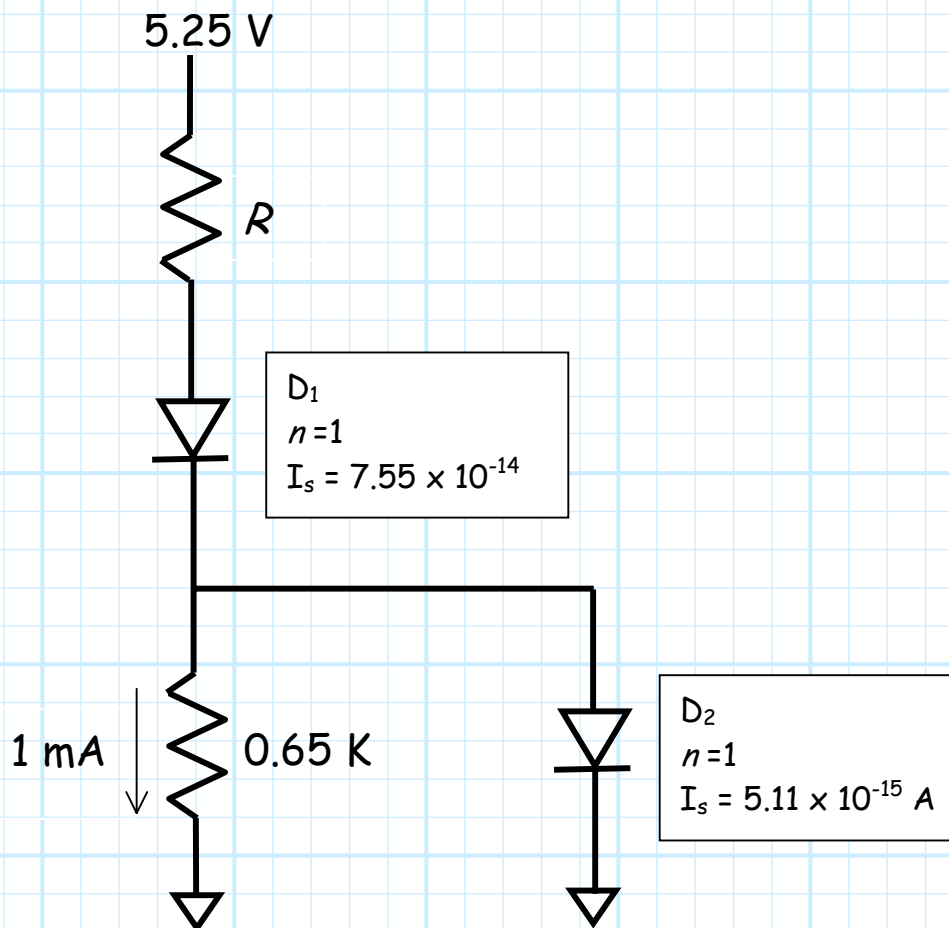 5.25 V
R
D₁
n =1
Iₛ = 7.55 x 10⁻¹⁴
1 mA
0.65 K
D₂
n =1
Iₛ = 5.11 x 10⁻¹⁵ A